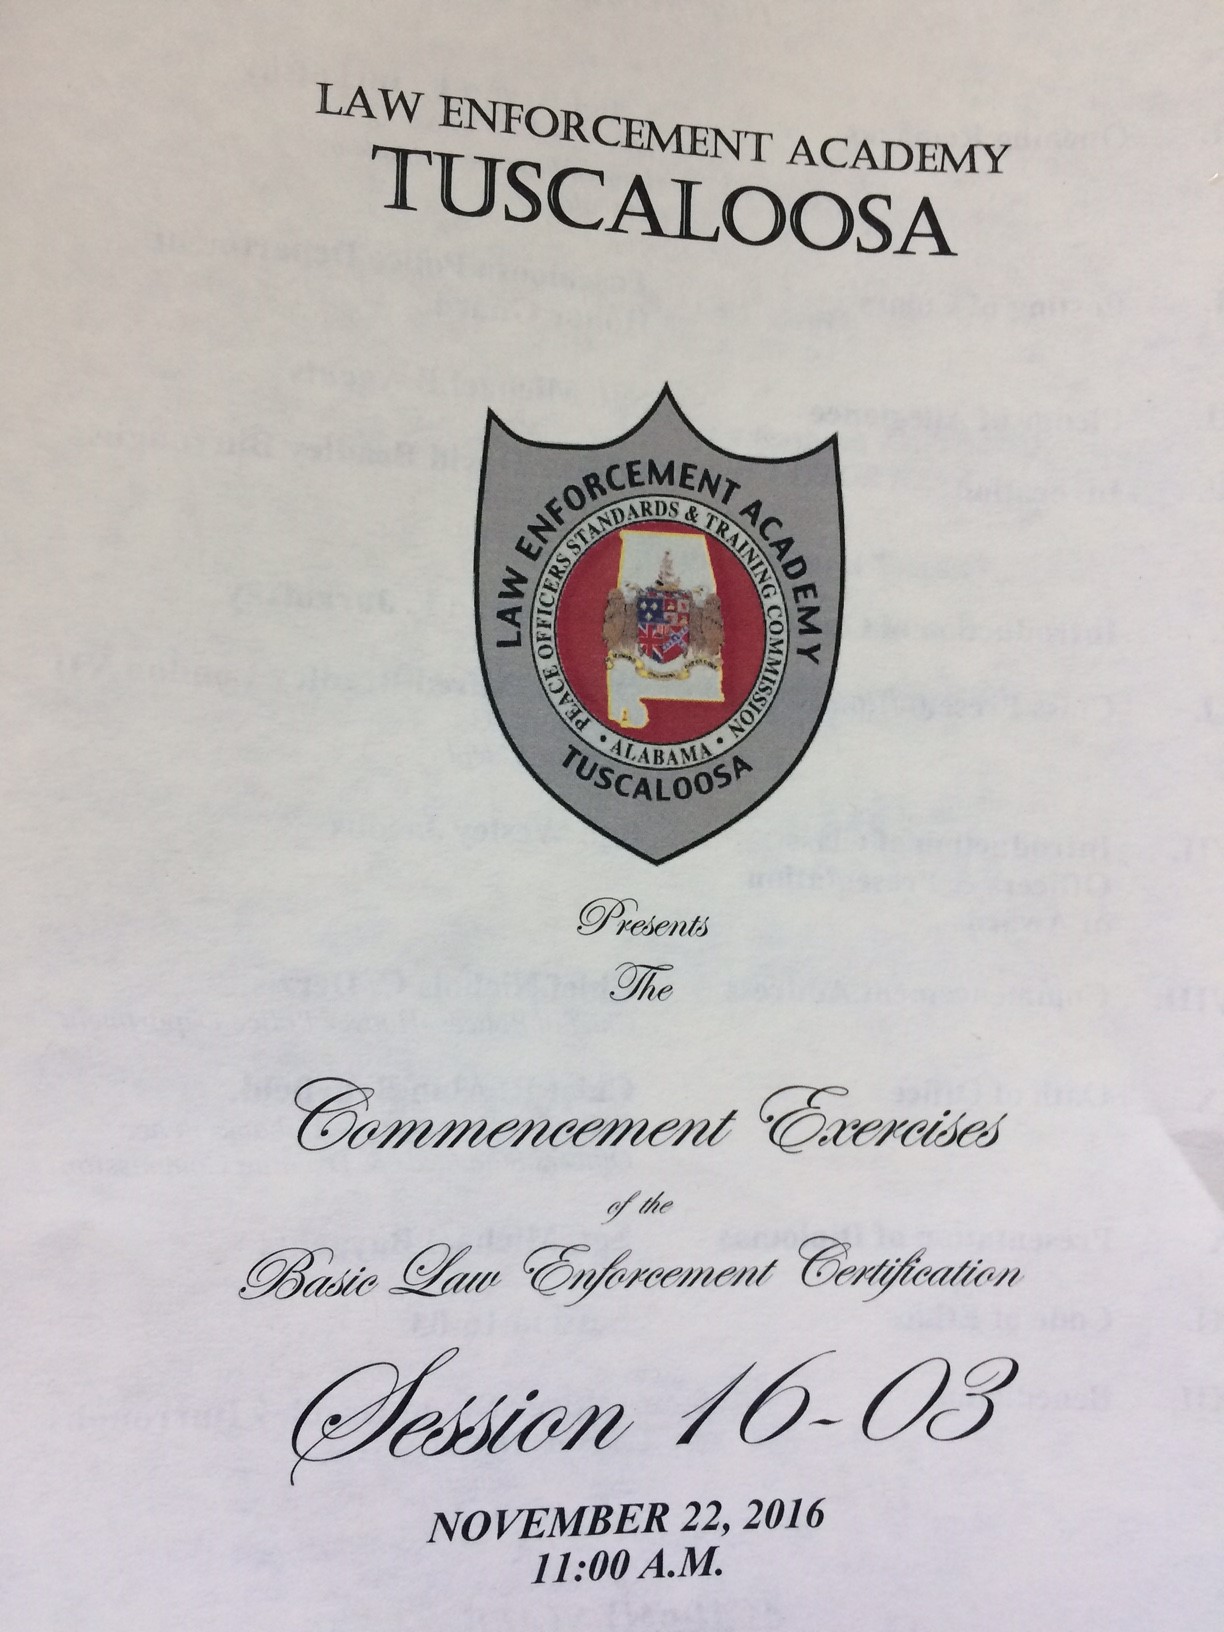 LAW ENFORCEMENT ACADEMY
TUSCALOOSA
LAW ENFORCEMENT ACADEMY
PEACE OFFICERS STANDARDS & TRAINING COMMISSION
• ALABAMA •
TUSCALOOSA
Presents
The
Commencement Exercises
of the
Basic Law Enforcement Certification
Session 16-03
NOVEMBER 22, 2016
11:00 A.M.